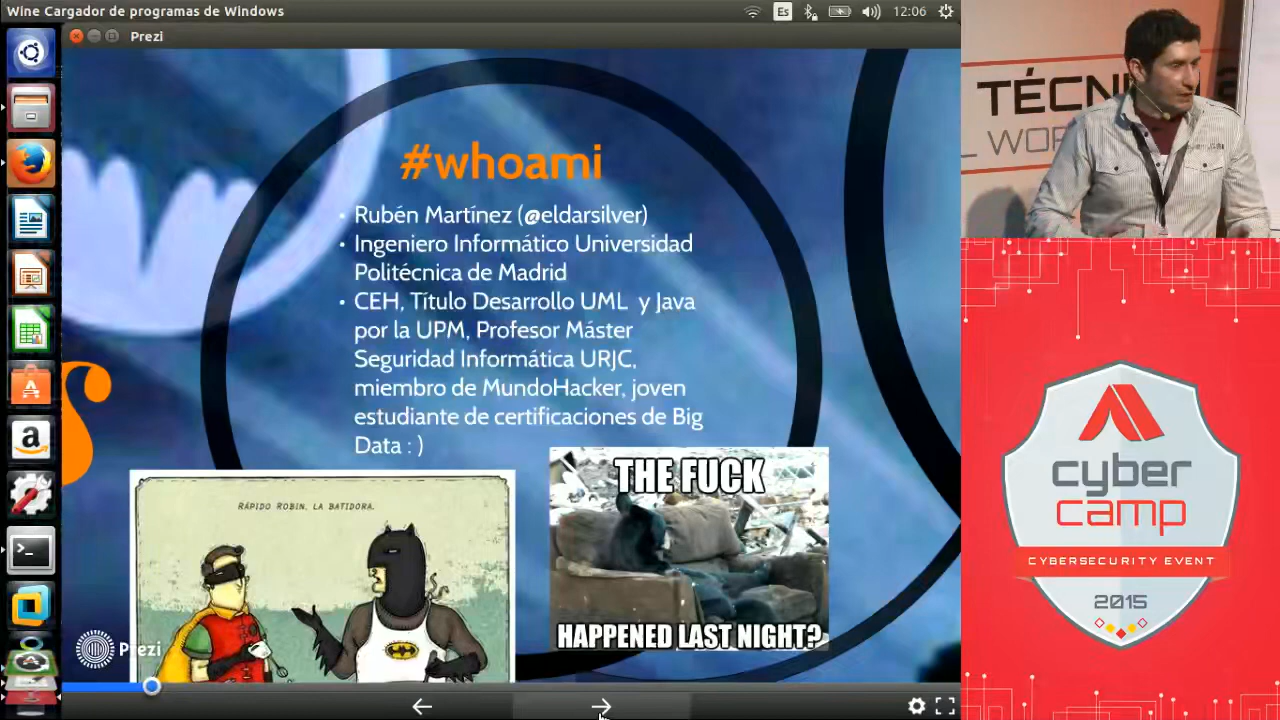 Wine Cargador de programas de Windows
Es
12:06
Prezi
#whoami
• Rubén Martínez (@eldarsilver)
• Ingeniero Informático Universidad
Politécnica de Madrid
• CEH, Título Desarrollo UML y Java
por la UPM, Profesor Máster
Seguridad Informática URJC,
miembro de MundoHacker, joven
estudiante de certificaciones de Big
Data : )
RÁPIDO ROBIN, LA BATIDORA.
THE FUCK
HAPPENED LAST NIGHT?
Prezi
TÉCNI
WOR
cyber
camp
CYBERSECURITY EVENT
2015